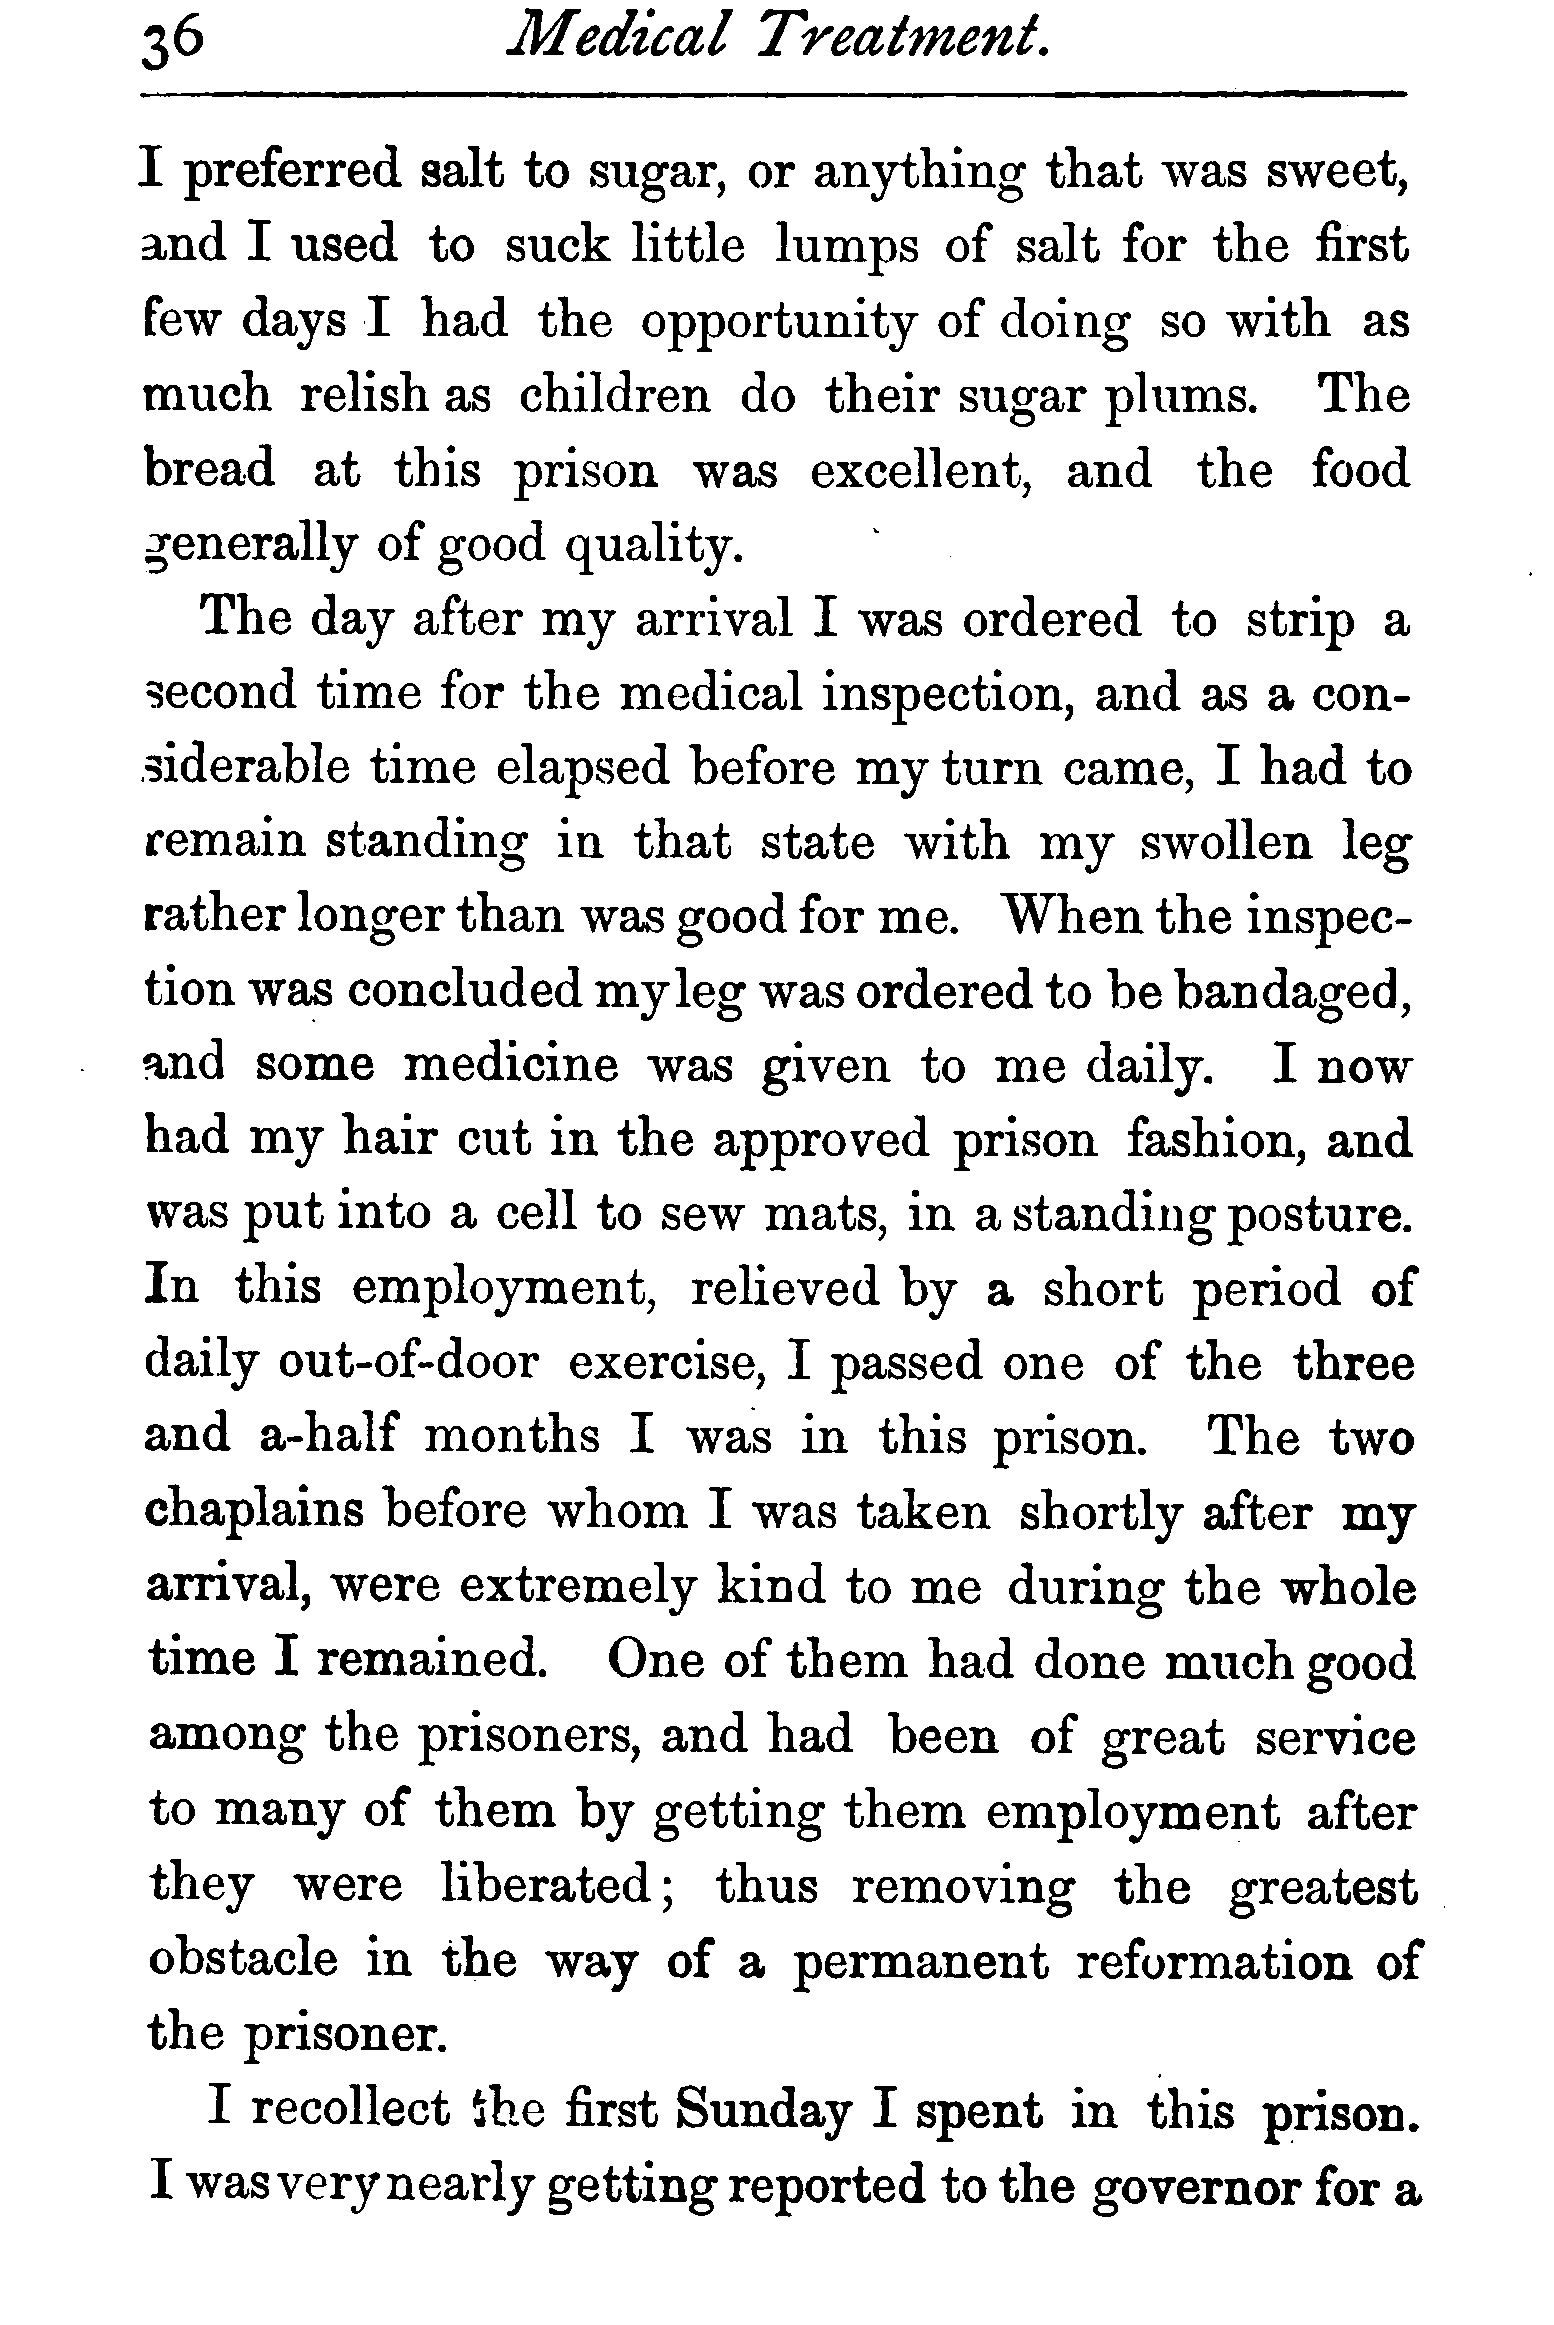 36 Medical Treatment.
I preferred salt to sugar, or anything that was sweet,
and I used to suck little lumps of salt for the first
few days I had the opportunity of doing so with as
much relish as children do their sugar plums. The
bread at this prison was excellent, and the food
generally of good quality.
The day after my arrival I was ordered to strip a
second time for the medical inspection, and as a con-
siderable time elapsed before my turn came, I had to
remain standing in that state with my swollen leg
rather longer than was good for me. When the inspec-
tion was concluded my leg was ordered to be bandaged,
and some medicine was given to me daily. I now
had my hair cut in the approved prison fashion, and
was put into a cell to sew mats, in a standing posture.
In this employment, relieved by a short period of
daily out-of-door exercise, I passed one of the three
and a-half months I was in this prison. The two
chaplains before whom I was taken shortly after my
arrival, were extremely kind to me during the whole
time I remained. One of them had done much good
among the prisoners, and had been of great service
to many of them by getting them employment after
they were liberated; thus removing the greatest
obstacle in the way of a permanent reformation of
the prisoner.
I recollect the first Sunday I spent in this prison.
I was very nearly getting reported to the governor for a